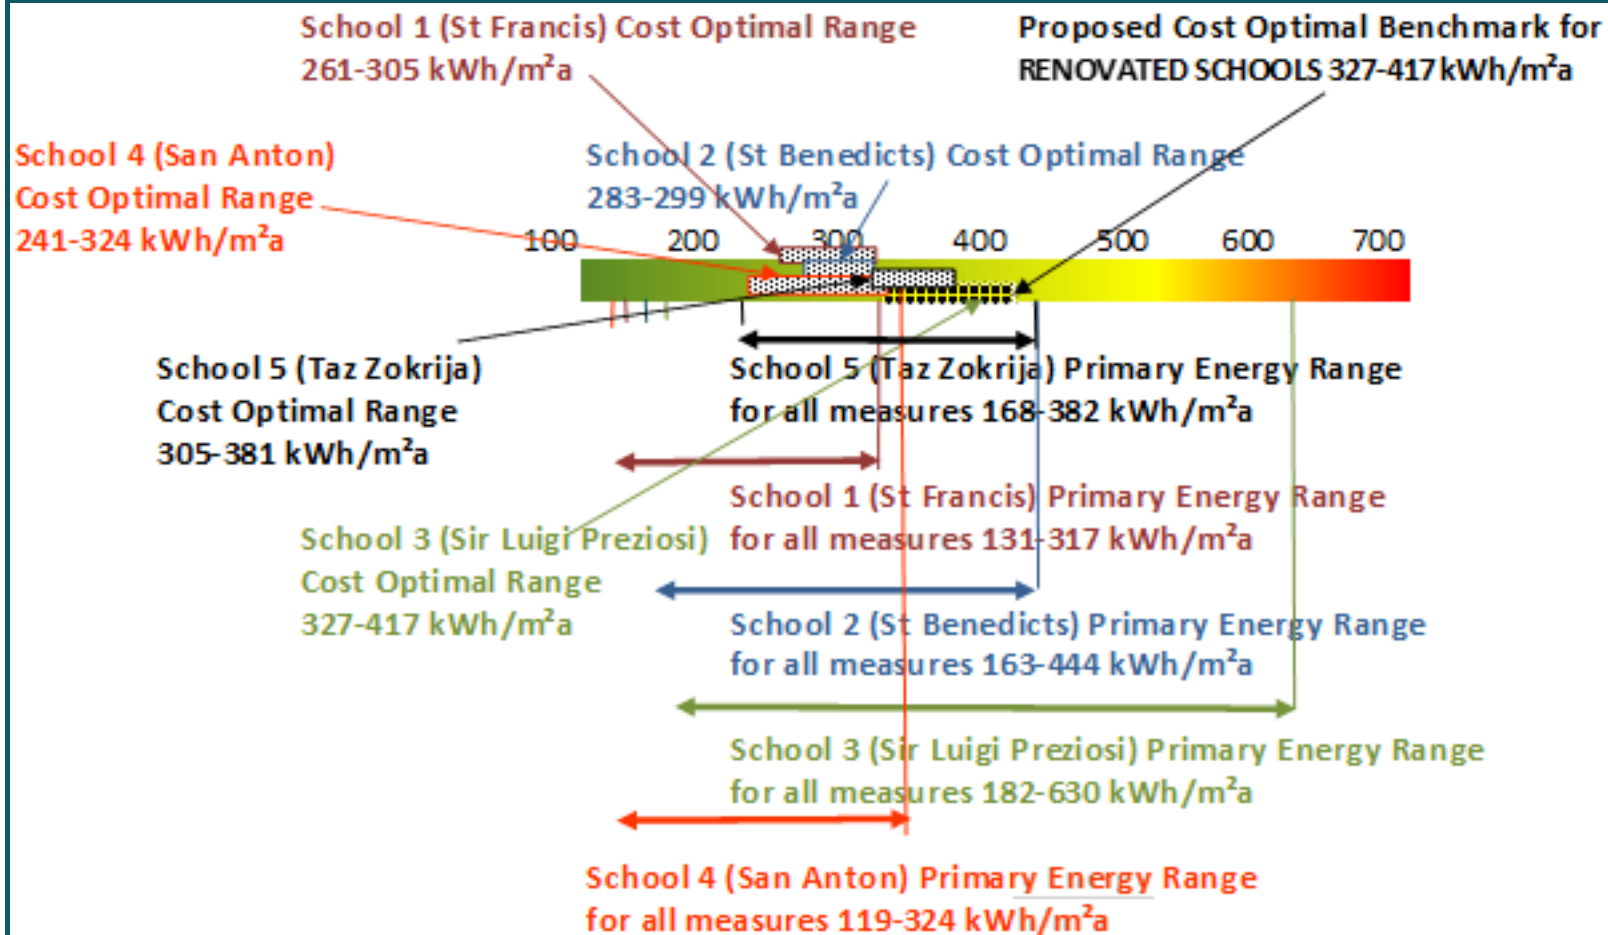 School 1 (St Francis) Cost Optimal Range
261-305 kWh/m²a
Proposed Cost Optimal Benchmark for
RENOVATED SCHOOLS 327-417 kWh/m²a
School 4 (San Anton)
Cost Optimal Range
241-324 kWh/m²a
School 2 (St Benedicts) Cost Optimal Range
283-299 kWh/m²a
100 200 300 400 500 600 700
School 5 (Taz Zokrija)
Cost Optimal Range
305-381 kWh/m²a
School 5 (Taz Zokrija) Primary Energy Range
for all measures 168-382 kWh/m²a
School 1 (St Francis) Primary Energy Range
for all measures 131-317 kWh/m²a
School 3 (Sir Luigi Preziosi)
Cost Optimal Range
327-417 kWh/m²a
School 2 (St Benedicts) Primary Energy Range
for all measures 163-444 kWh/m²a
School 3 (Sir Luigi Preziosi) Primary Energy Range
for all measures 182-630 kWh/m²a
School 4 (San Anton) Primary Energy Range
for all measures 119-324 kWh/m²a